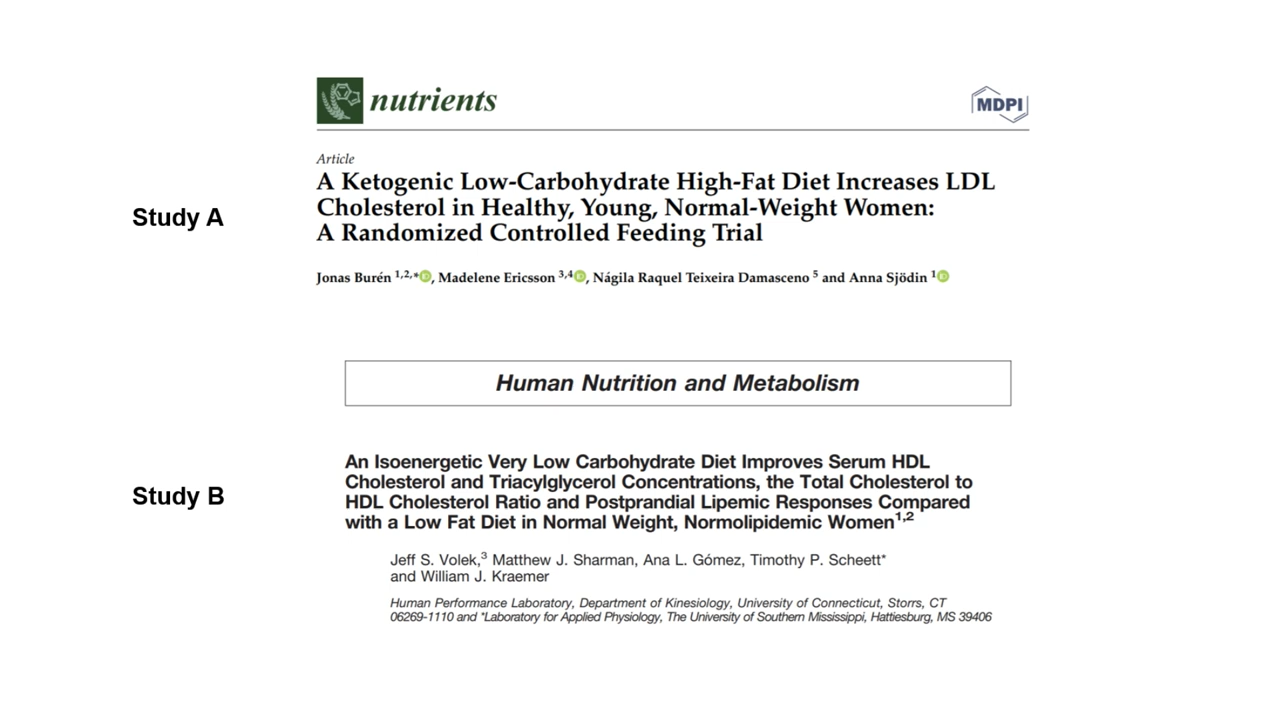 nutrients
MDPI
Article
Study A
A Ketogenic Low-Carbohydrate High-Fat Diet Increases LDL
Cholesterol in Healthy, Young, Normal-Weight Women:
A Randomized Controlled Feeding Trial
Jonas Burén 1,2,*, Madelene Ericsson 3,4, Nágila Raquel Teixeira Damasceno 5 and Anna Sjödin 1
Human Nutrition and Metabolism
Study B
An Isoenergetic Very Low Carbohydrate Diet Improves Serum HDL
Cholesterol and Triacylglycerol Concentrations, the Total Cholesterol to
HDL Cholesterol Ratio and Postprandial Lipemic Responses Compared
with a Low Fat Diet in Normal Weight, Normolipidemic Women1,2
Jeff S. Volek,3 Matthew J. Sharman, Ana L. Gómez, Timothy P. Scheett*
and William J. Kraemer
Human Performance Laboratory, Department of Kinesiology, University of Connecticut, Storrs, CT
06269-1110 and *Laboratory for Applied Physiology, The University of Southern Mississippi, Hattiesburg, MS 39406